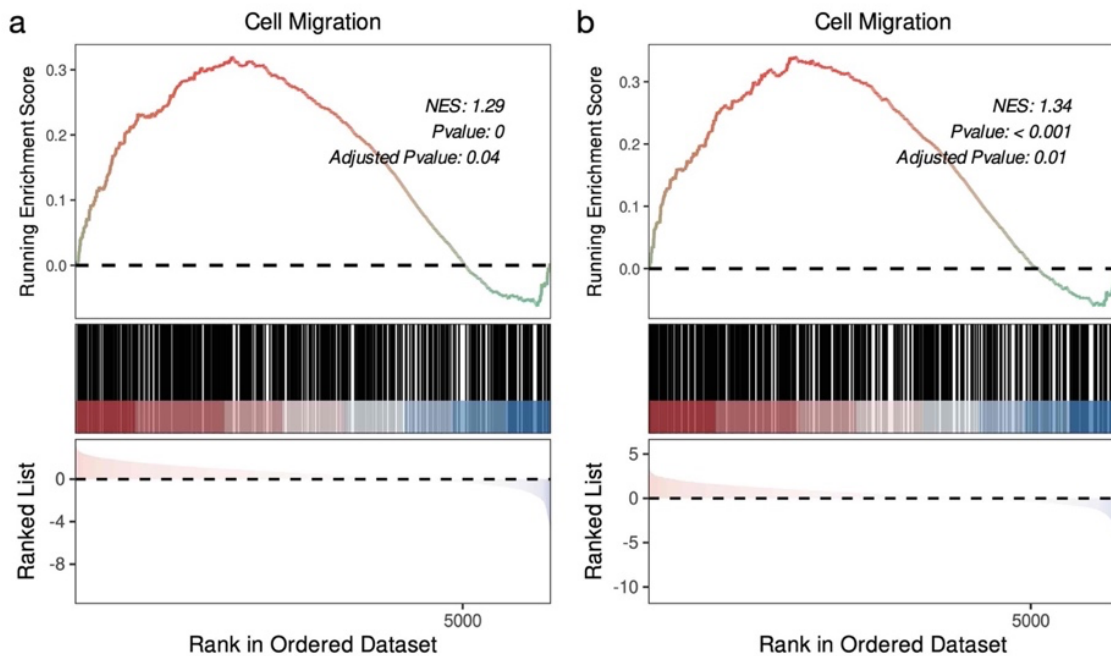 a
Cell Migration
Running Enrichment Score
0.3
0.2
0.1
0.0
NES: 1.29
Pvalue: 0
Adjusted Pvalue: 0.04
Ranked List
0
-4
-8
5000
Rank in Ordered Dataset
b
Cell Migration
Running Enrichment Score
0.3
0.2
0.1
0.0
NES: 1.34
Pvalue: < 0.001
Adjusted Pvalue: 0.01
Ranked List
5
0
-5
-10
5000
Rank in Ordered Dataset